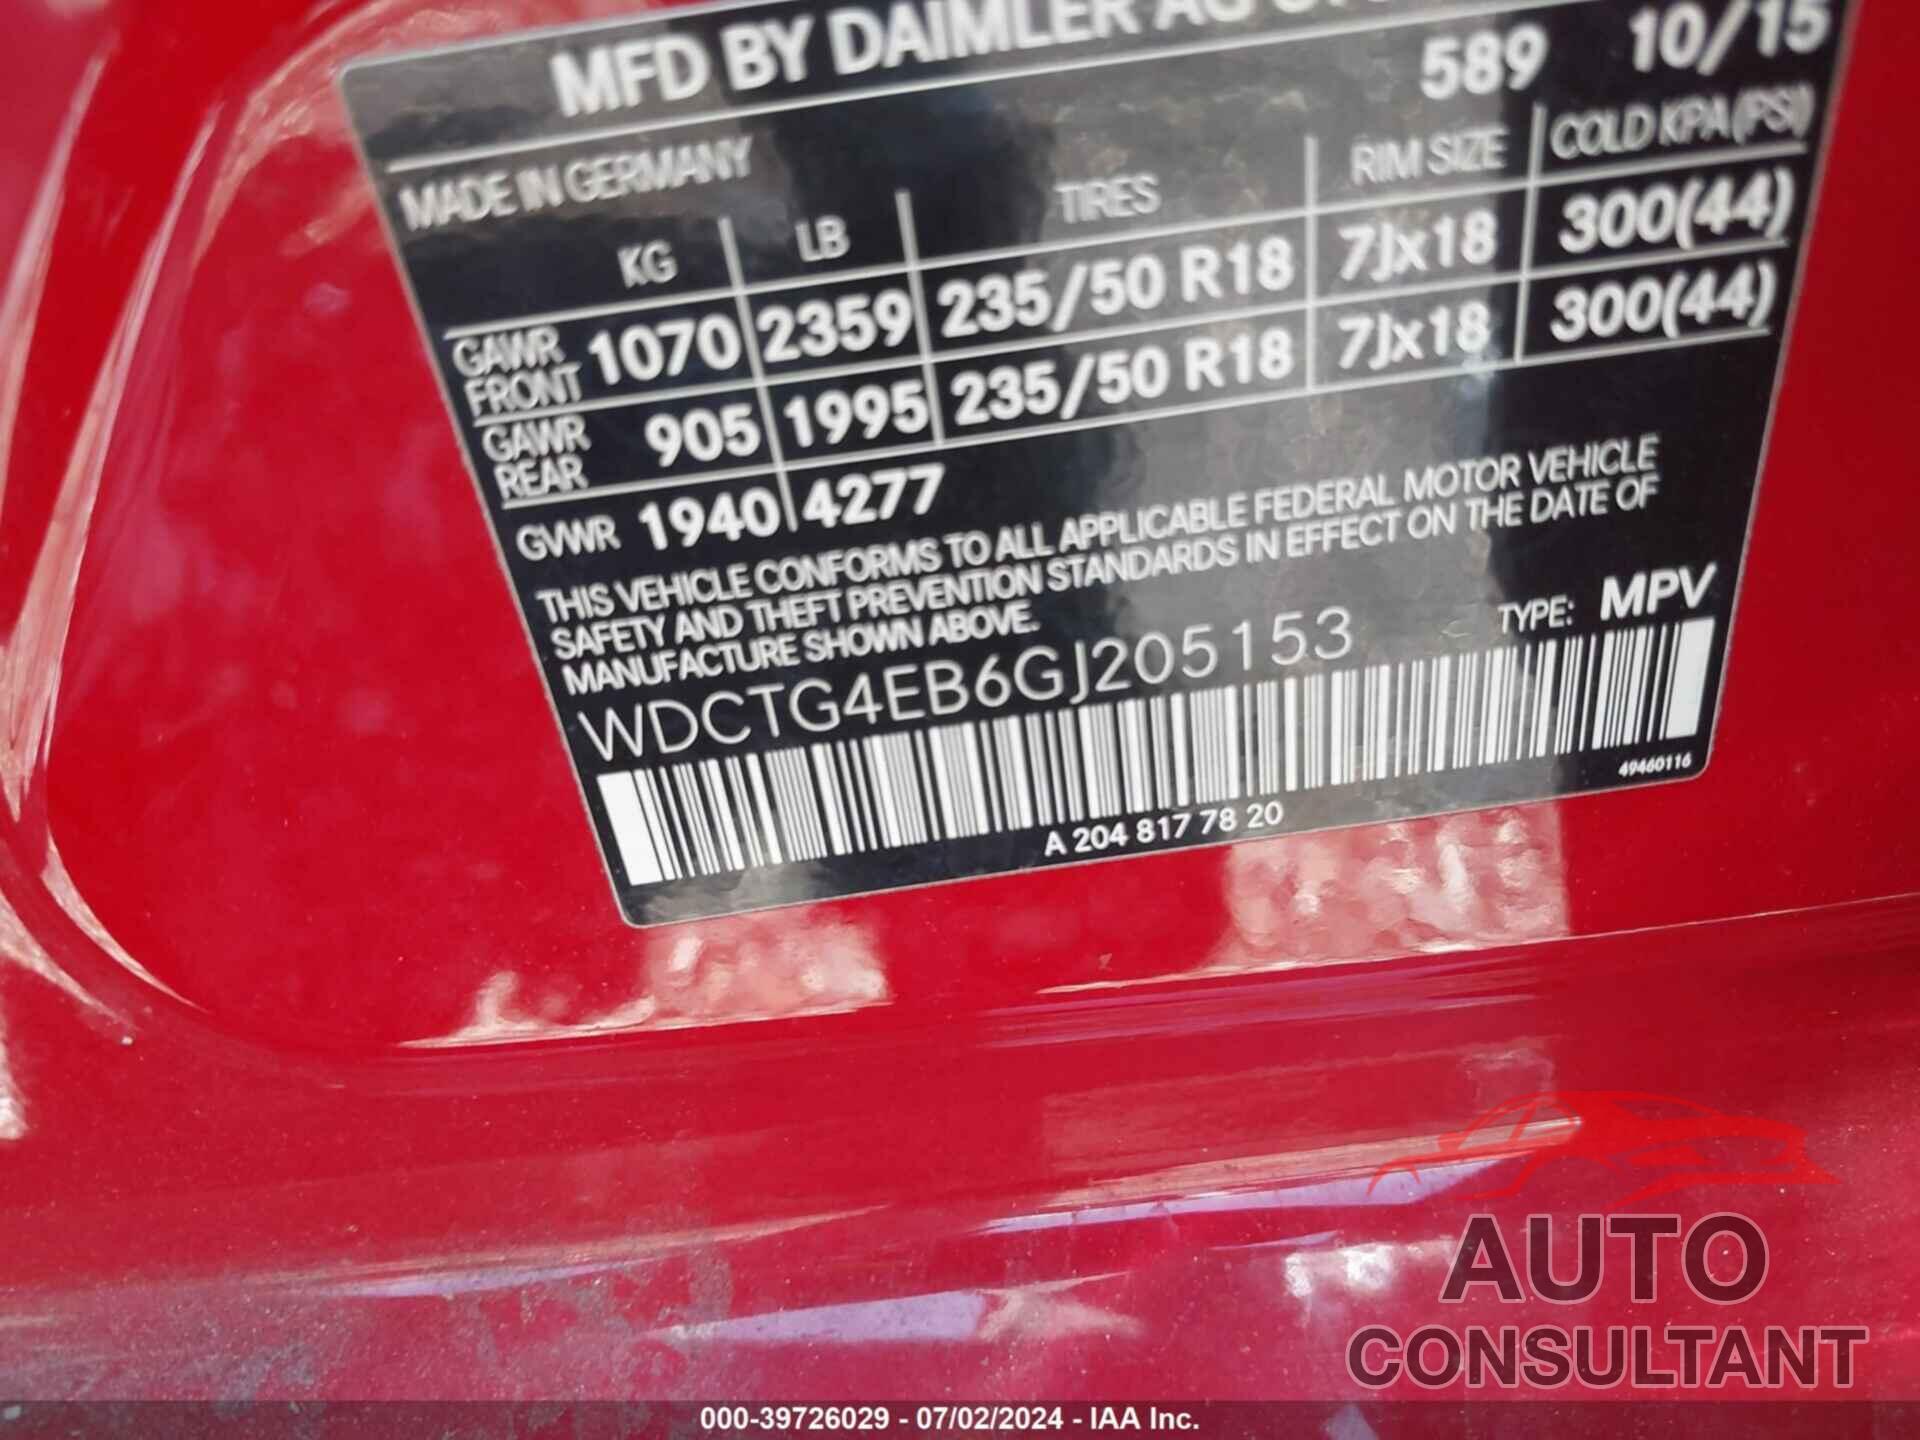 MFD BY DAIMLER AG
589 10/15
MADE IN GERMANY
KG LB TIRES RIM SIZE COLD KPA(PSI)
GAWR FRONT 1070 2359 235/50 R18 7Jx18 300(44)
GAWR REAR 905 1995 235/50 R18 7Jx18 300(44)
GVWR 1940 4277
THIS VEHICLE CONFORMS TO ALL APPLICABLE FEDERAL MOTOR VEHICLE
SAFETY AND THEFT PREVENTION STANDARDS IN EFFECT ON THE DATE OF
MANUFACTURE SHOWN ABOVE.
TYPE: MPV
WDCTG4EB6GJ205153
49460116
A 204 817 78 20
AUTO
CONSULTANT
000-39726029 - 07/02/2024 - IAA Inc.